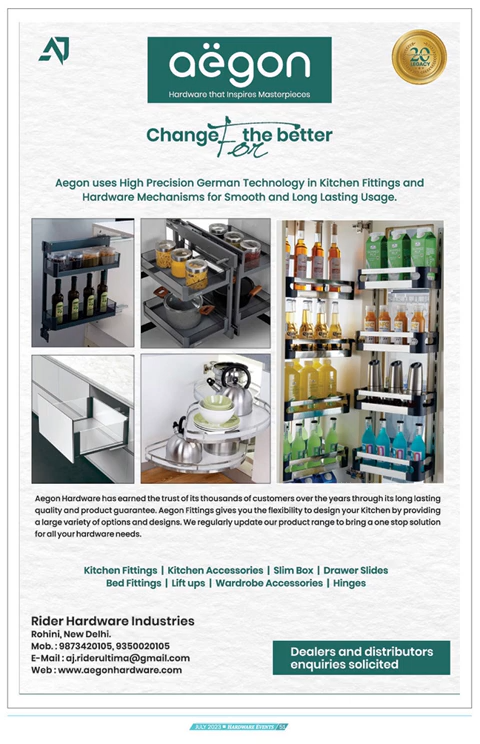 AJ
aëgon
Hardware that Inspires Masterpieces
20
LEGACY
Change For the better
Aegon uses High Precision German Technology in Kitchen Fittings and
Hardware Mechanisms for Smooth and Long Lasting Usage.
Aegon Hardware has earned the trust of its thousands of customers over the years through its long lasting
quality and product guarantee. Aegon Fittings gives you the flexibility to design your Kitchen by providing
a large variety of options and designs. We regularly update our product range to bring a one stop solution
for all your hardware needs.
Kitchen Fittings | Kitchen Accessories | Slim Box | Drawer Slides
Bed Fittings | Lift ups | Wardrobe Accessories | Hinges
Rider Hardware Industries
Rohini, New Delhi.
Mob. : 9873420105, 9350020105
E-Mail : aj.riderultima@gmail.com
Web : www.aegonhardware.com
Dealers and distributors
enquiries solicited
JULY 2023 ■ HARDWARE EVENTS / 55